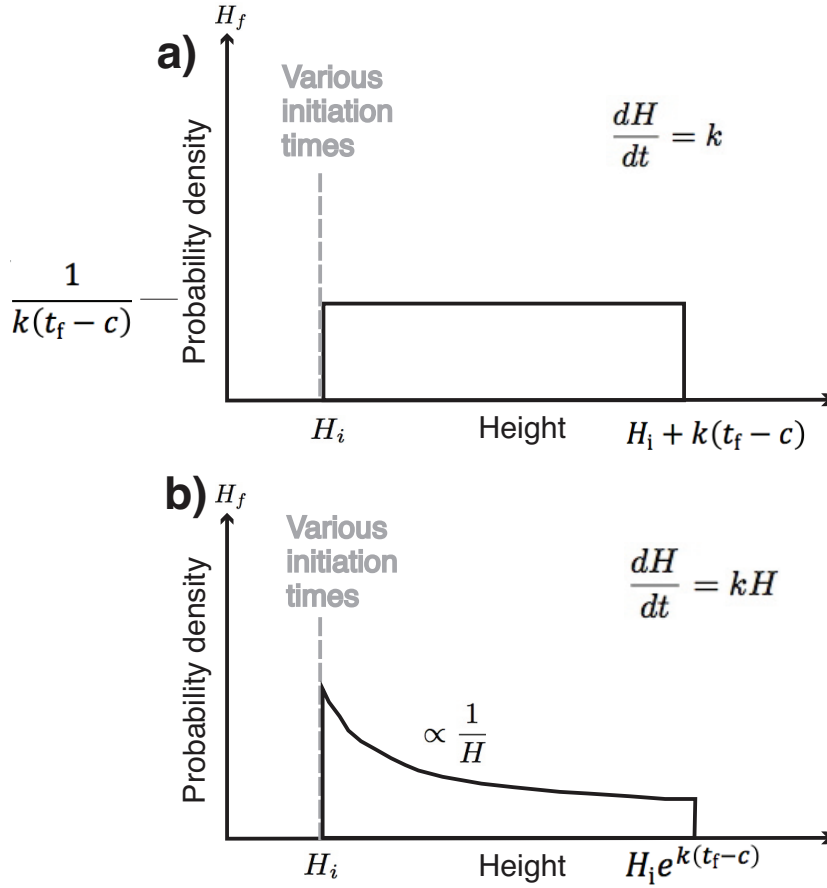 a)
H_f
Various
initiation
times
dH/dt = k
Probability density
1/k(t_f − c)
H_i
Height
H_i + k(t_f − c)
b)
H_f
Various
initiation
times
dH/dt = kH
Probability density
∝ 1/H
H_i
Height
H_i e^{k(t_f−c)}